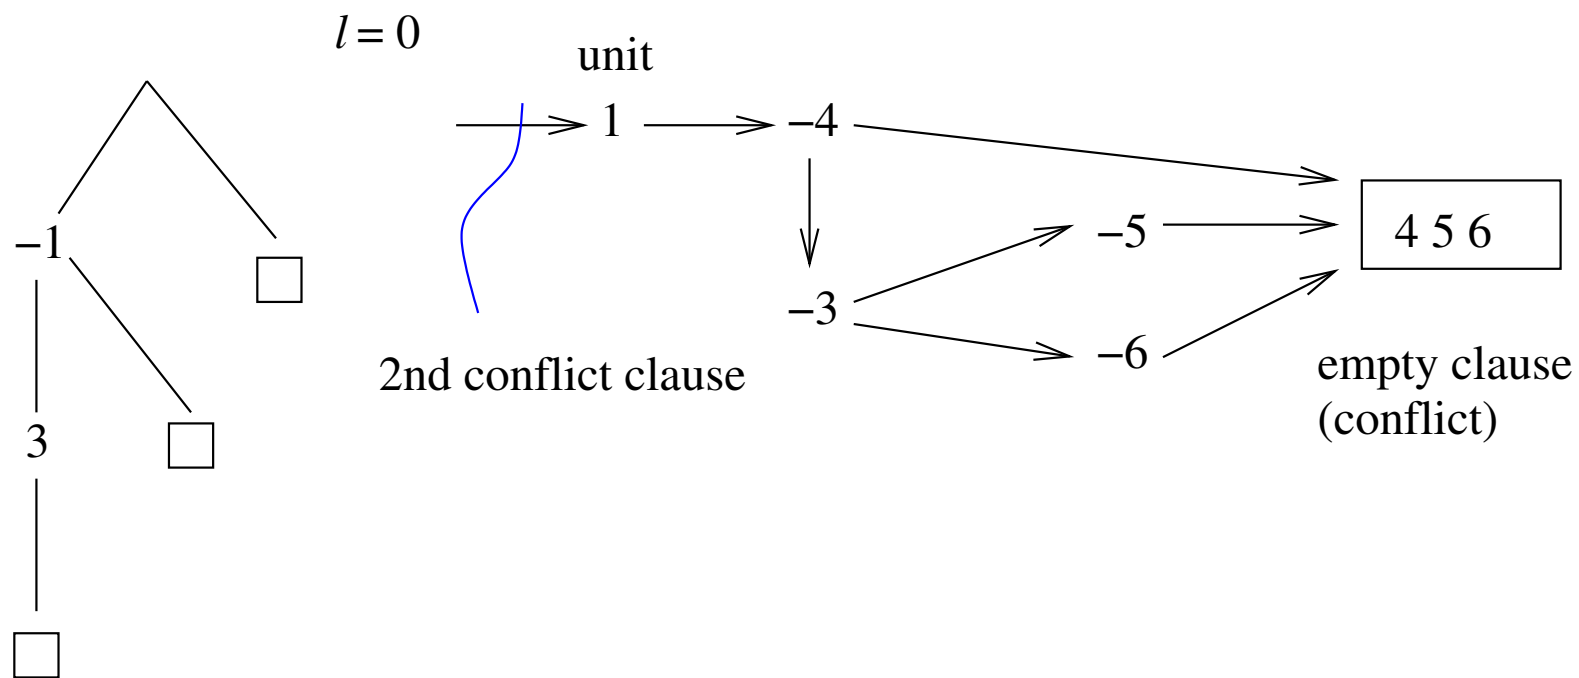 l = 0
unit
1
−4
−1
−5
4 5 6
−3
−6
2nd conflict clause
empty clause
(conflict)
3